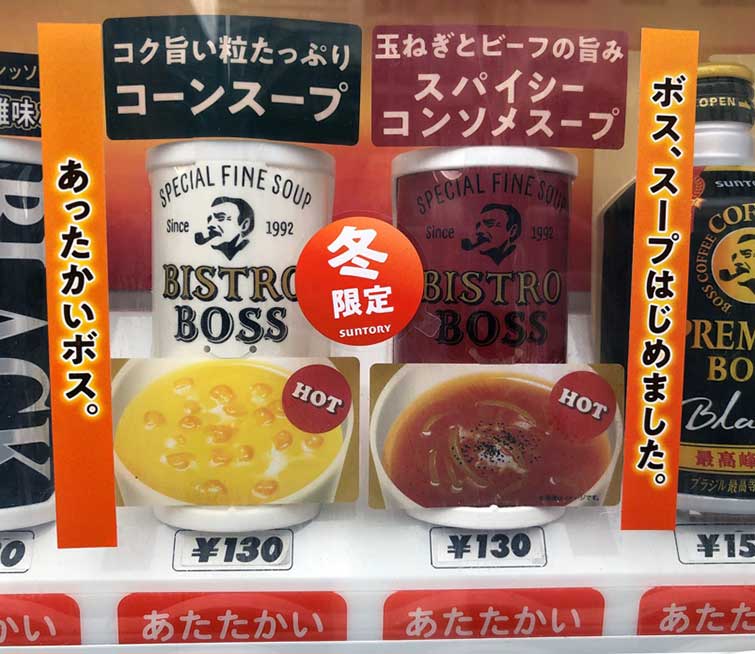 コク旨い粒たっぷり
コーンスープ
玉ねぎとビーフの旨み
スパイシー
コンソメスープ
あったかいボス。
ボス、スープはじめました。
SPECIAL FINE SOUP
Since 1992
BISTRO
BOSS
SPECIAL FINE SOUP
Since 1992
BISTRO
BOSS
冬
限定
SUNTORY
HOT
HOT
BLACK
OPEN
BOSS COFFEE
¥130
¥130
¥15
あたたかい
あたたかい